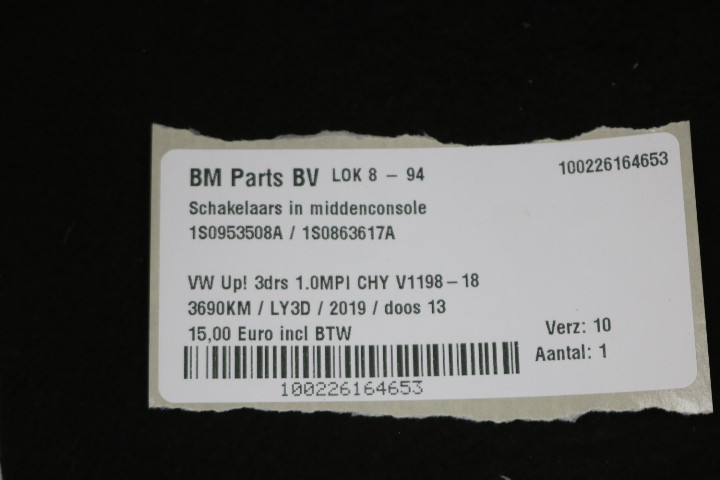 BM Parts BV LOK 8 - 94
100226164653
Schakelaars in middenconsole
1S0953508A / 1S0863617A
VW Up! 3drs 1.0MPI CHY V1198-18
3690KM / LY3D / 2019 / doos 13
15,00 Euro incl BTW
Verz: 10
Aantal: 1
100226164653